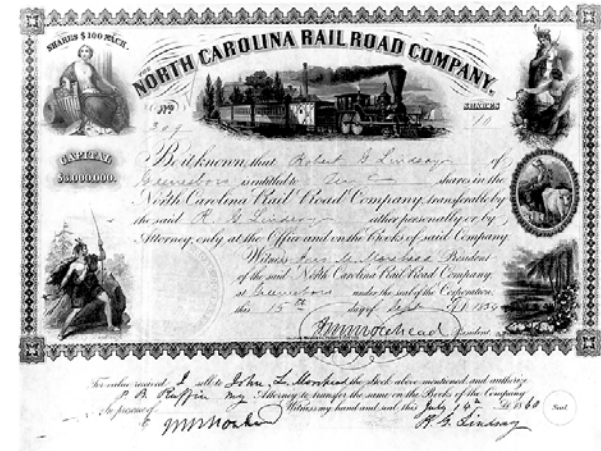 SHARES $100 EACH.
NORTH CAROLINA RAIL ROAD COMPANY.
No
309
SHARES
10
CAPITAL
$3,000,000.
Be it known, that Robert G Lindsay of
Greensboro is entitled to Ten shares in the
North Carolina Rail Road Company, transferable by
the said R. G Lindsay either personally or by
Attorney, only at the Office and on the Books of said Company.
Witness Morehead President
of the said North Carolina Rail Road Company.
at Greensboro under the seal of the Corporation,
this 15th day of Sept
Morehead President.
For value received I sell to John L. Morehead the Stock above mentioned and authorize
P B Ruffin my Attorney to transfer the same on the Books of the Company
In presence of Witness my hand and seal, this July 14th 1860 Seal
R. G. Lindsay